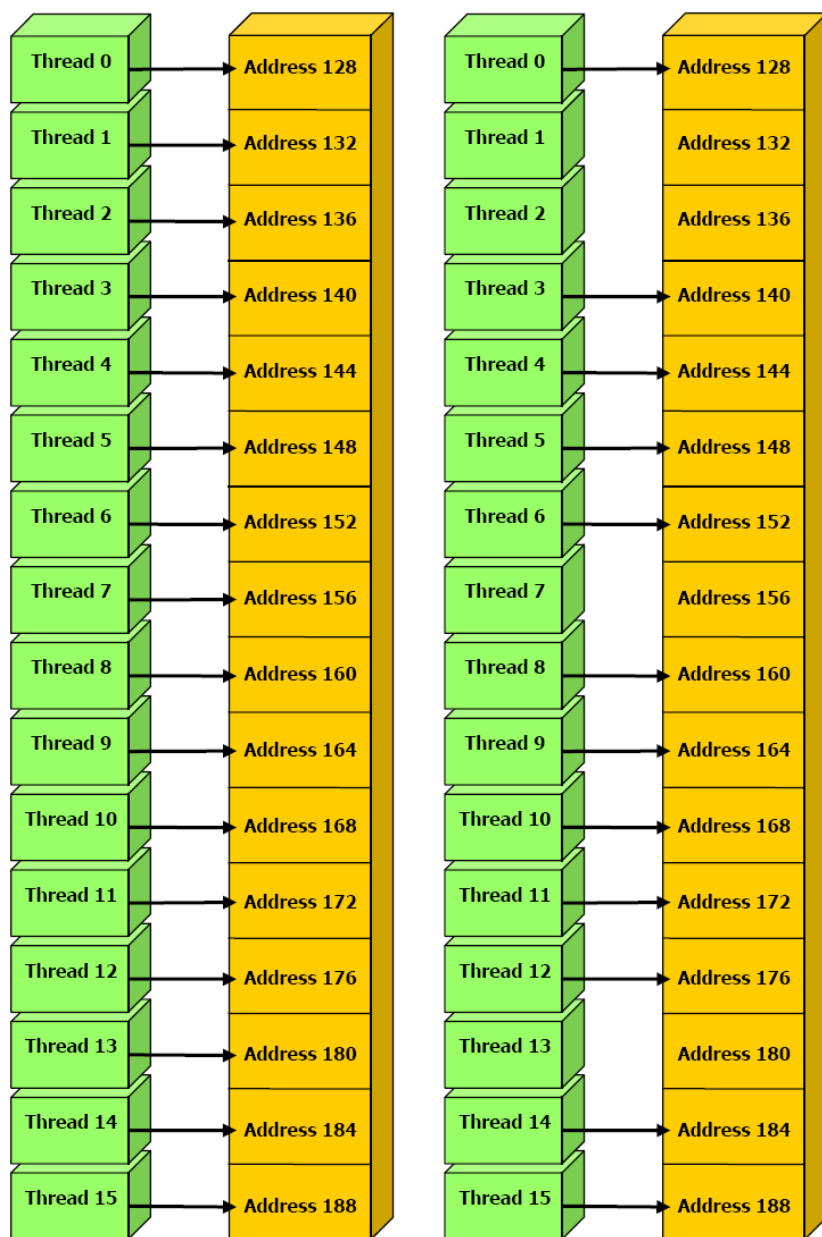 Thread 0 Address 128 Thread 0 Address 128
Thread 1 Address 132 Thread 1 Address 132
Thread 2 Address 136 Thread 2 Address 136
Thread 3 Address 140 Thread 3 Address 140
Thread 4 Address 144 Thread 4 Address 144
Thread 5 Address 148 Thread 5 Address 148
Thread 6 Address 152 Thread 6 Address 152
Thread 7 Address 156 Thread 7 Address 156
Thread 8 Address 160 Thread 8 Address 160
Thread 9 Address 164 Thread 9 Address 164
Thread 10 Address 168 Thread 10 Address 168
Thread 11 Address 172 Thread 11 Address 172
Thread 12 Address 176 Thread 12 Address 176
Thread 13 Address 180 Thread 13 Address 180
Thread 14 Address 184 Thread 14 Address 184
Thread 15 Address 188 Thread 15 Address 188